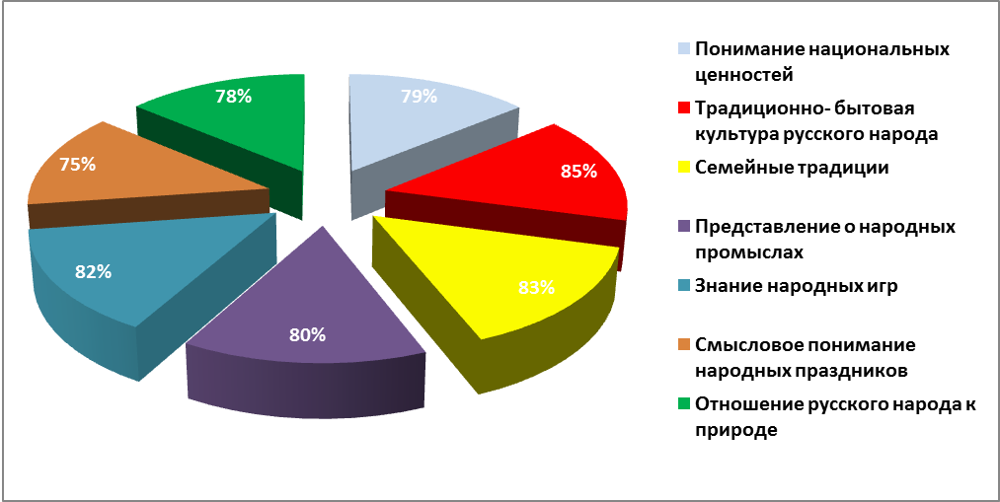 78%
79%
75%
85%
82%
83%
80%
Понимание национальных
ценностей
Традиционно- бытовая
культура русского народа
Семейные традиции
Представление о народных
промыслах
Знание народных игр
Смысловое понимание
народных праздников
Отношение русского народа к
природе